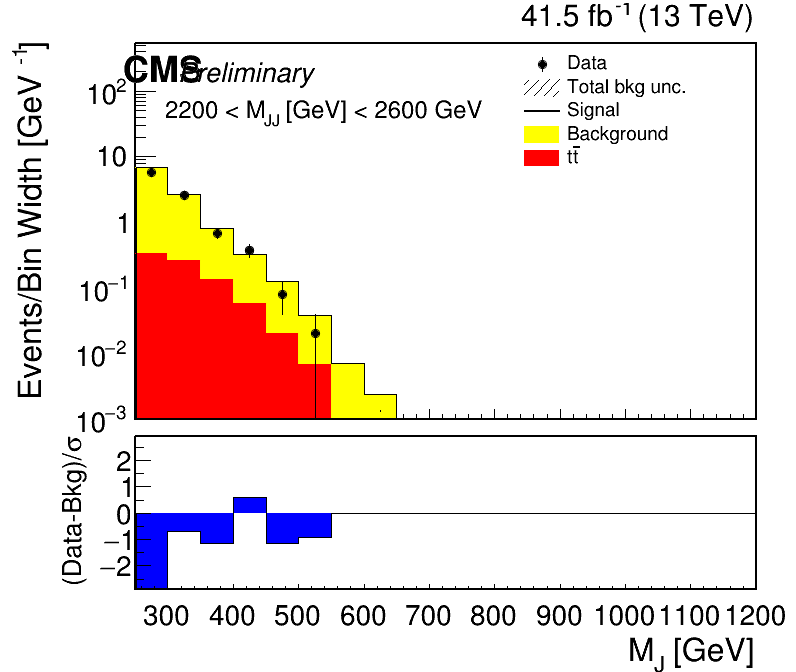 41.5 fb⁻¹ (13 TeV)
CMS Preliminary
2200 < M_JJ [GeV] < 2600 GeV
Data
Total bkg unc.
Signal
Background
tt̄
Events/Bin Width [GeV⁻¹]
10²
10
1
10⁻¹
10⁻²
10⁻³
(Data-Bkg)/σ
2
1
0
−1
−2
300 400 500 600 700 800 900 1000 1100 1200
M_J [GeV]